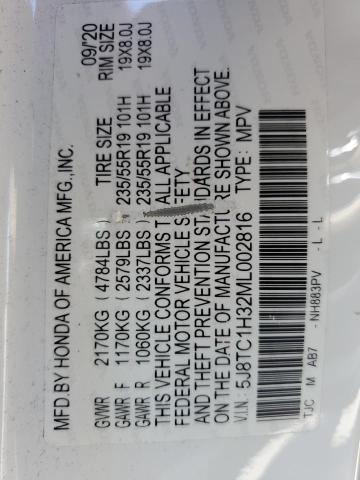 MFD.BY HONDA OF AMERICA MFG.,INC. 09/'20
GVWR 2170KG (4784LBS) TIRE SIZE RIM SIZE
GAWR F 1170KG (2579LBS) 235/55R19 101H 19X8.0J
GAWR R 1060KG (2337LBS) 235/55R19 101H 19X8.0J
THIS VEHICLE CONFORMS TO ALL APPLICABLE
FEDERAL MOTOR VEHICLE SAFETY
AND THEFT PREVENTION STANDARDS IN EFFECT
ON THE DATE OF MANUFACTURE SHOWN ABOVE.
V.I.N.: 5J8TC1H32ML002816 TYPE: MPV
TJC M AB7 - NH883PV - L - L